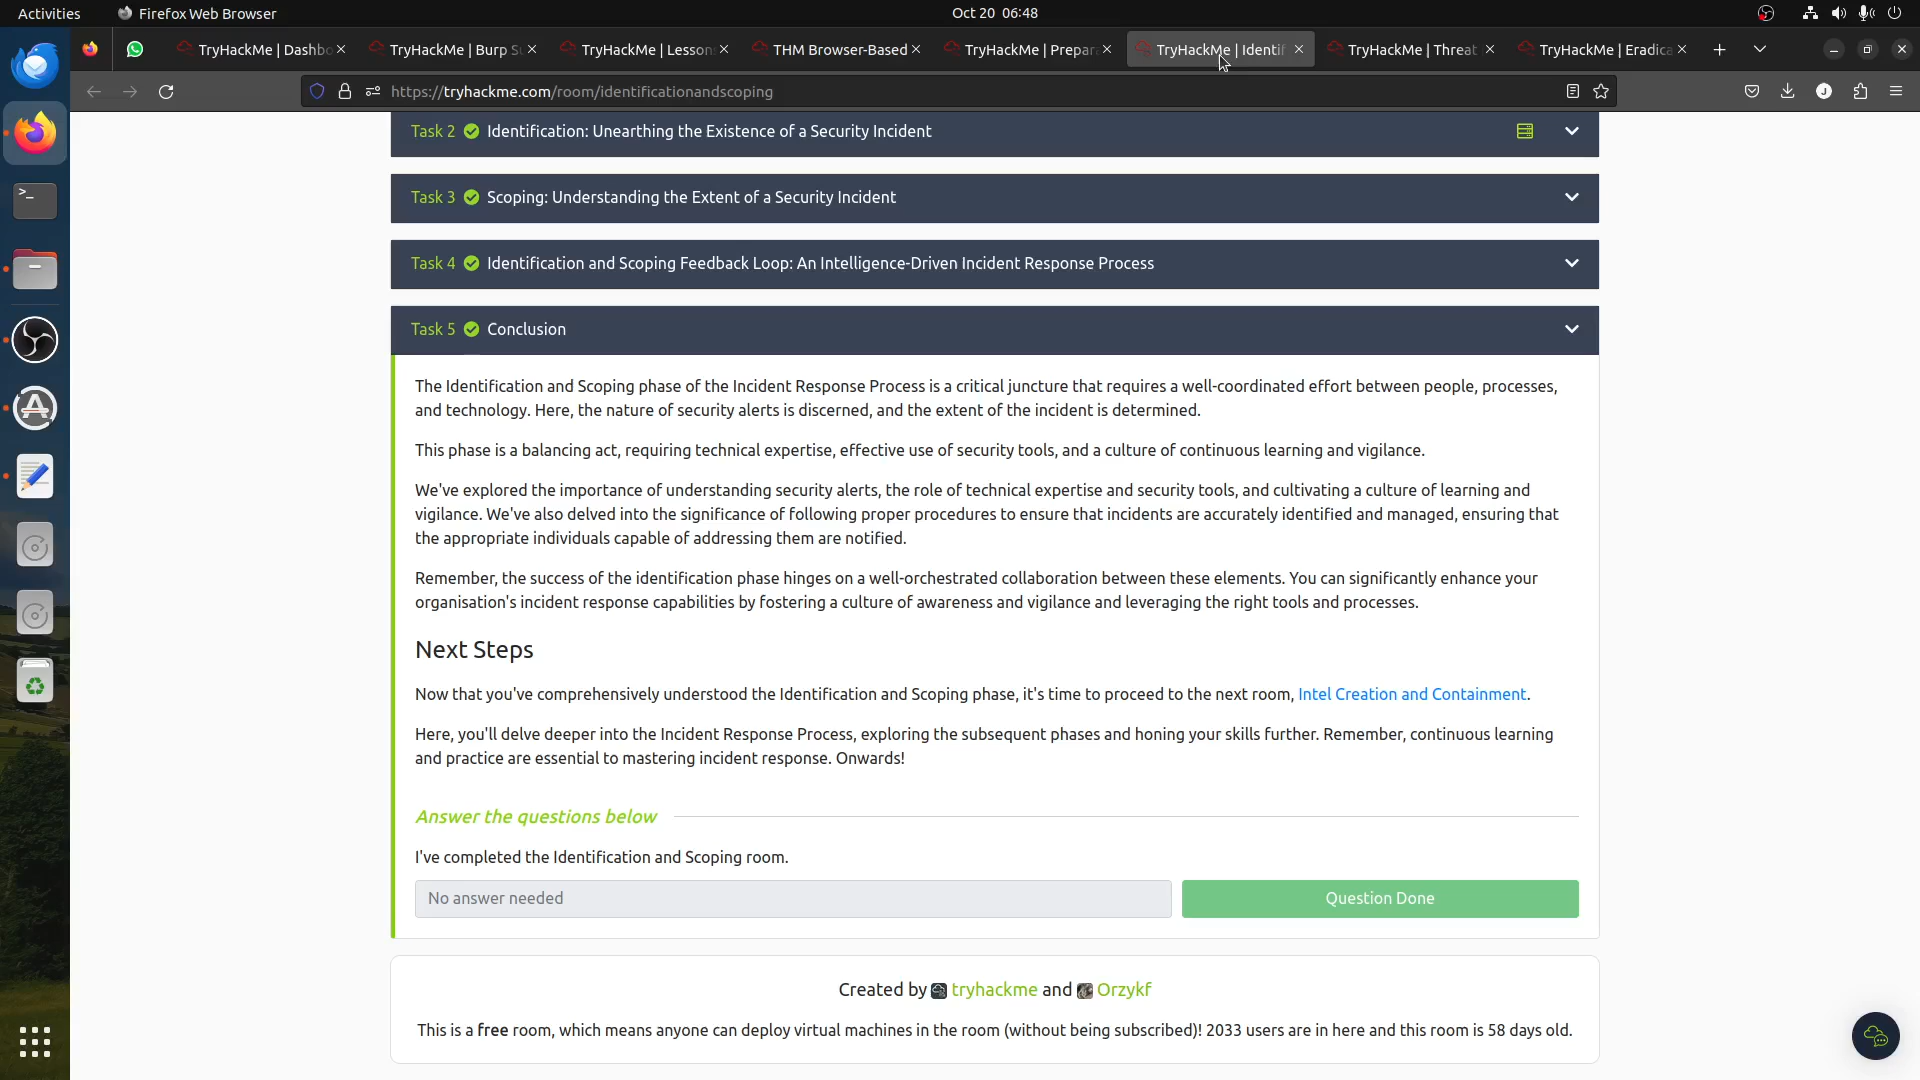 Activities
Firefox Web Browser
Oct 20 06:48
TryHackMe | Dashbo
TryHackMe | Burp Su
TryHackMe | Lesson
THM Browser-Based
TryHackMe | Prepar
TryHackMe | Identif
TryHackMe | Threat
TryHackMe | Eradica
https://tryhackme.com/room/identificationandscoping
J
Task 2 Identification: Unearthing the Existence of a Security Incident
Task 3 Scoping: Understanding the Extent of a Security Incident
Task 4 Identification and Scoping Feedback Loop: An Intelligence-Driven Incident Response Process
Task 5 Conclusion
The Identification and Scoping phase of the Incident Response Process is a critical juncture that requires a well-coordinated effort between people, processes,
and technology. Here, the nature of security alerts is discerned, and the extent of the incident is determined.
This phase is a balancing act, requiring technical expertise, effective use of security tools, and a culture of continuous learning and vigilance.
We've explored the importance of understanding security alerts, the role of technical expertise and security tools, and cultivating a culture of learning and
vigilance. We've also delved into the significance of following proper procedures to ensure that incidents are accurately identified and managed, ensuring that
the appropriate individuals capable of addressing them are notified.
Remember, the success of the identification phase hinges on a well-orchestrated collaboration between these elements. You can significantly enhance your
organisation's incident response capabilities by fostering a culture of awareness and vigilance and leveraging the right tools and processes.
Next Steps
Now that you've comprehensively understood the Identification and Scoping phase, it's time to proceed to the next room, Intel Creation and Containment.
Here, you'll delve deeper into the Incident Response Process, exploring the subsequent phases and honing your skills further. Remember, continuous learning
and practice are essential to mastering incident response. Onwards!
Answer the questions below
I've completed the Identification and Scoping room.
No answer needed
Question Done
Created by tryhackme and Orzykf
This is a free room, which means anyone can deploy virtual machines in the room (without being subscribed)! 2033 users are in here and this room is 58 days old.